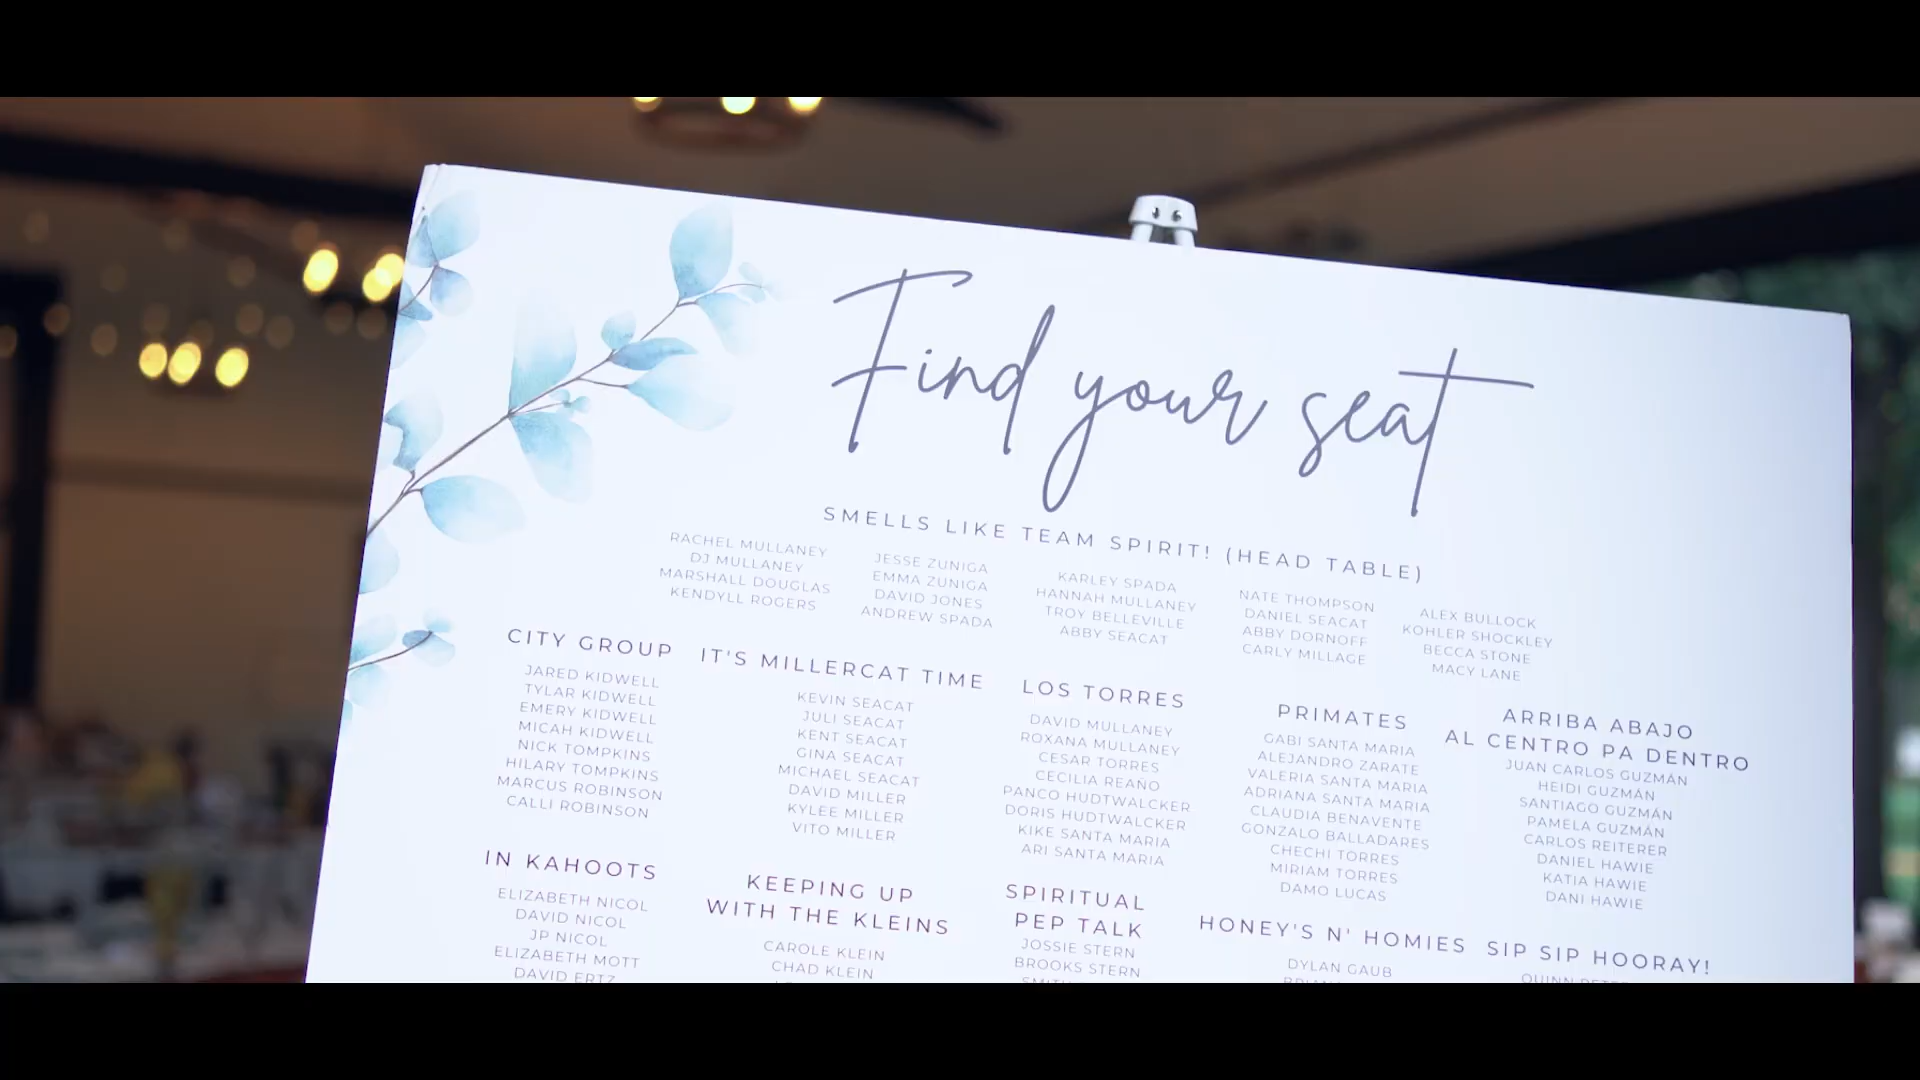 Find your seat
SMELLS LIKE TEAM SPIRIT! (HEAD TABLE)
RACHEL MULLANEY
DJ MULLANEY
MARSHALL DOUGLAS
KENDYLL ROGERS
JESSE ZUNIGA
EMMA ZUNIGA
DAVID JONES
ANDREW SPADA
KARLEY SPADA
HANNAH MULLANEY
TROY BELLEVILLE
ABBY SEACAT
NATE THOMPSON
DANIEL SEACAT
ABBY DORNOFF
CARLY MILLAGE
ALEX BULLOCK
KOHLER SHOCKLEY
BECCA STONE
MACY LANE
CITY GROUP
JARED KIDWELL
TYLAR KIDWELL
EMERY KIDWELL
MICAH KIDWELL
NICK TOMPKINS
HILARY TOMPKINS
MARCUS ROBINSON
CALLI ROBINSON
IT'S MILLERCAT TIME
KEVIN SEACAT
JULI SEACAT
KENT SEACAT
GINA SEACAT
MICHAEL SEACAT
DAVID MILLER
KYLEE MILLER
VITO MILLER
LOS TORRES
DAVID MULLANEY
ROXANA MULLANEY
CESAR TORRES
CECILIA REAÑO
PANCO HUDTWALCKER
DORIS HUDTWALCKER
KIKE SANTA MARIA
ARI SANTA MARIA
PRIMATES
GABI SANTA MARIA
ALEJANDRO ZARATE
VALERIA SANTA MARIA
ADRIANA SANTA MARIA
CLAUDIA BENAVENTE
GONZALO BALLADARES
CHECHI TORRES
MIRIAM TORRES
DAMO LUCAS
ARRIBA ABAJO
AL CENTRO PA DENTRO
JUAN CARLOS GUZMÁN
HEIDI GUZMÁN
SANTIAGO GUZMÁN
PAMELA GUZMÁN
CARLOS REITERER
DANIEL HAWIE
KATIA HAWIE
DANI HAWIE
IN KAHOOTS
ELIZABETH NICOL
DAVID NICOL
JP NICOL
ELIZABETH MOTT
DAVID ERTZ
KEEPING UP
WITH THE KLEINS
CAROLE KLEIN
CHAD KLEIN
SPIRITUAL
PEP TALK
JOSSIE STERN
BROOKS STERN
HONEY'S N' HOMIES
DYLAN GAUB
SIP SIP HOORAY!